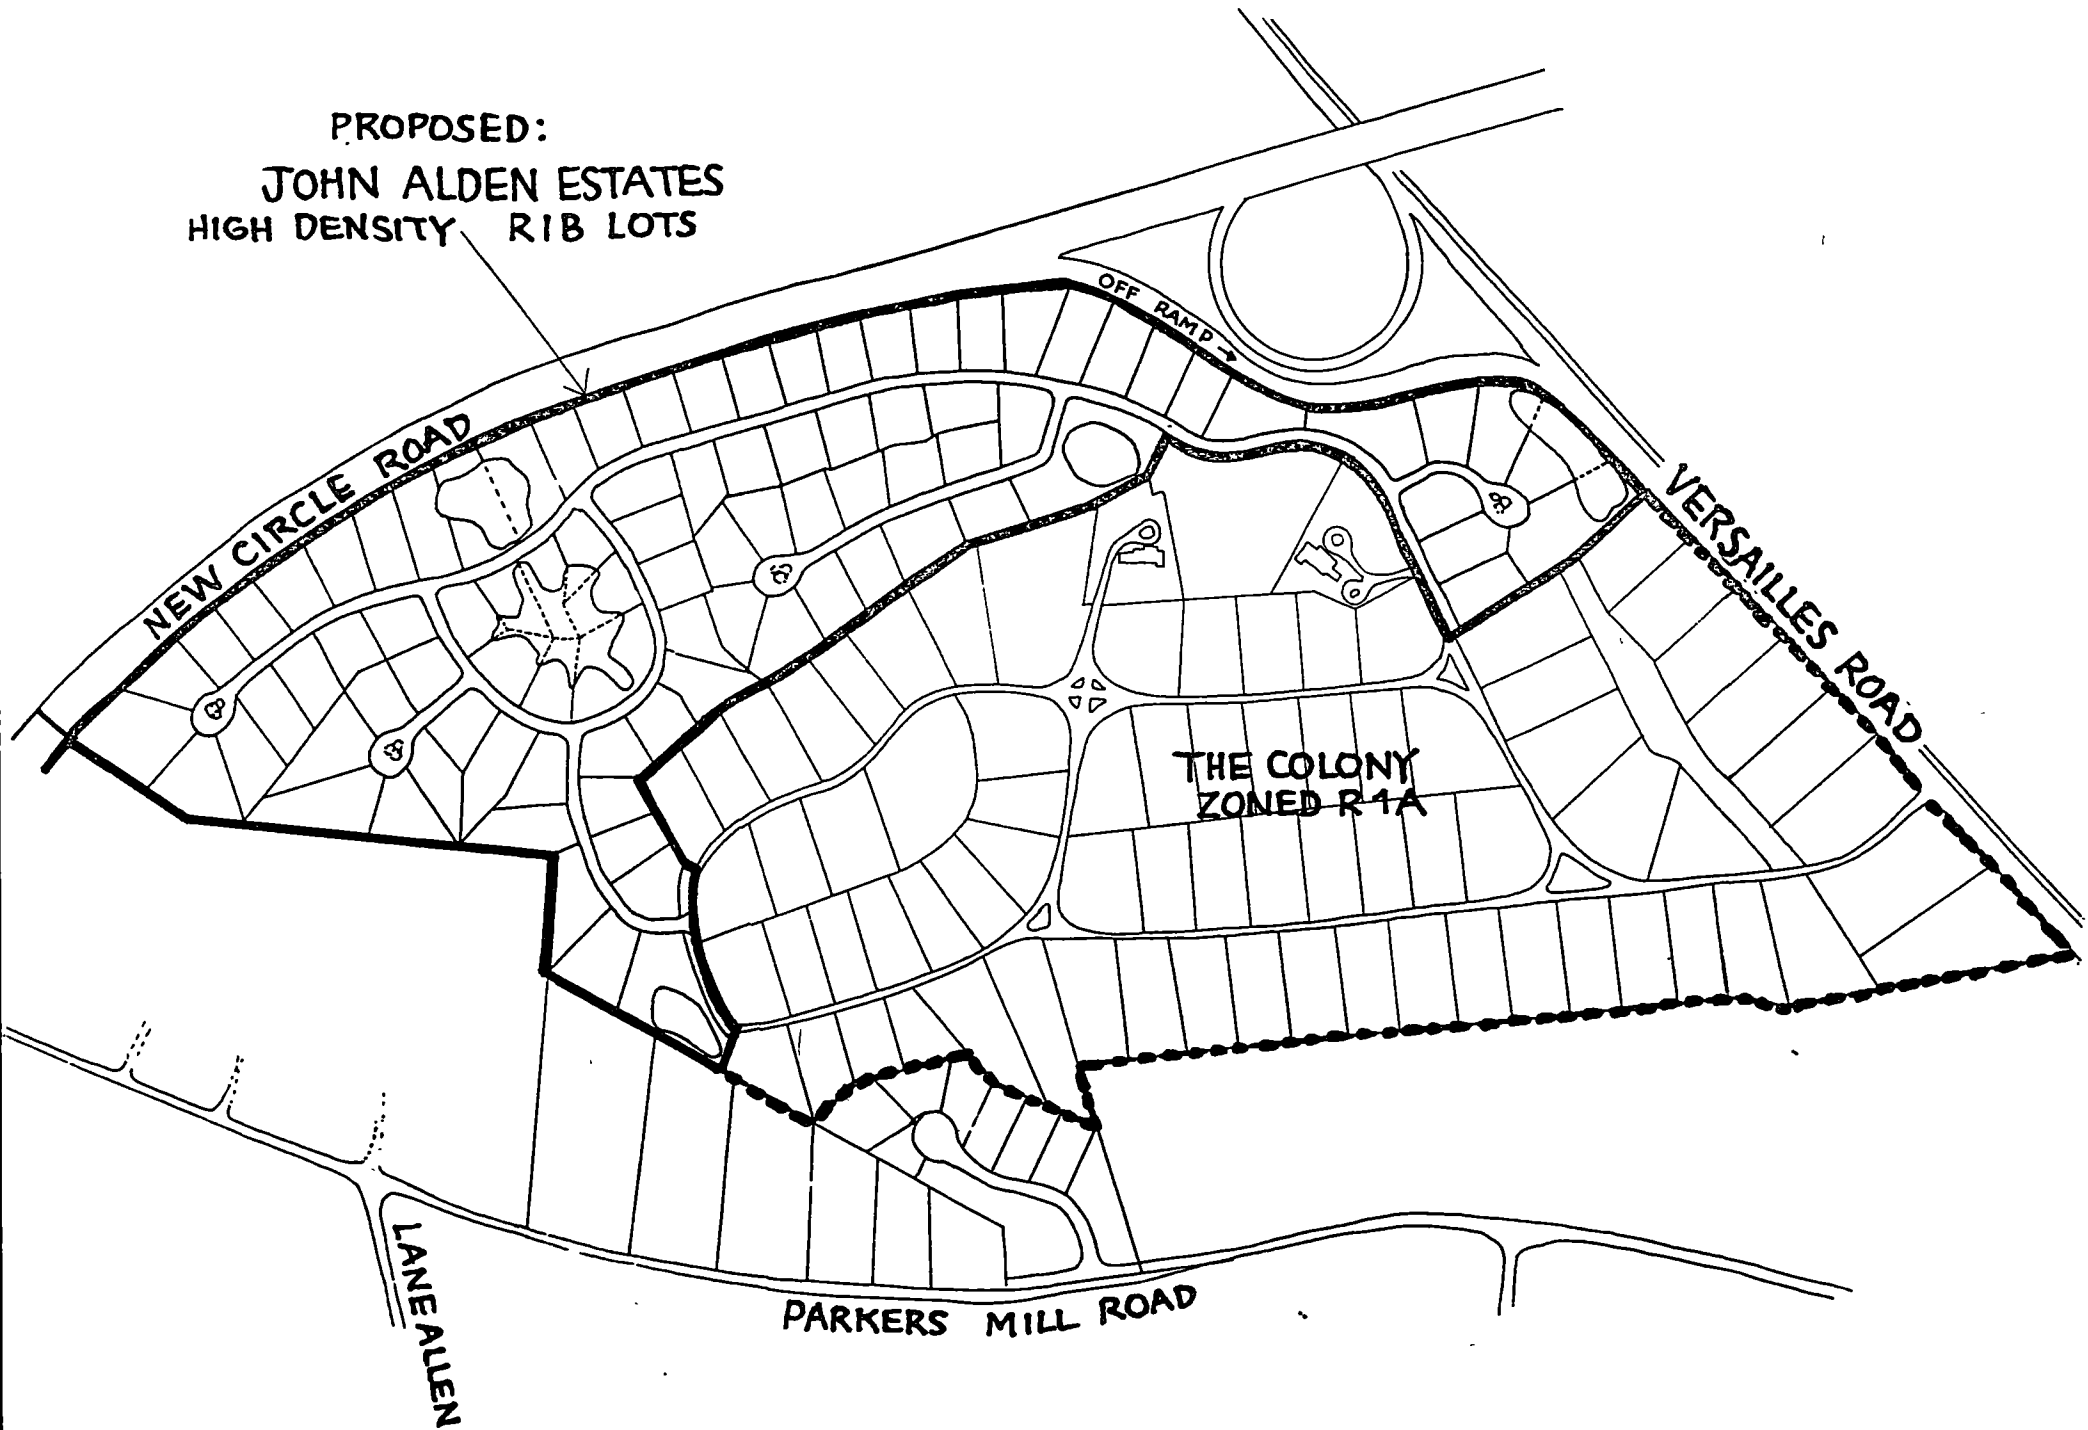 PROPOSED:
JOHN ALDEN ESTATES
HIGH DENSITY R1B LOTS
OFF RAMP →
NEW CIRCLE ROAD
VERSAILLES ROAD
THE COLONY
ZONED R1A
LANE ALLEN
PARKERS MILL ROAD